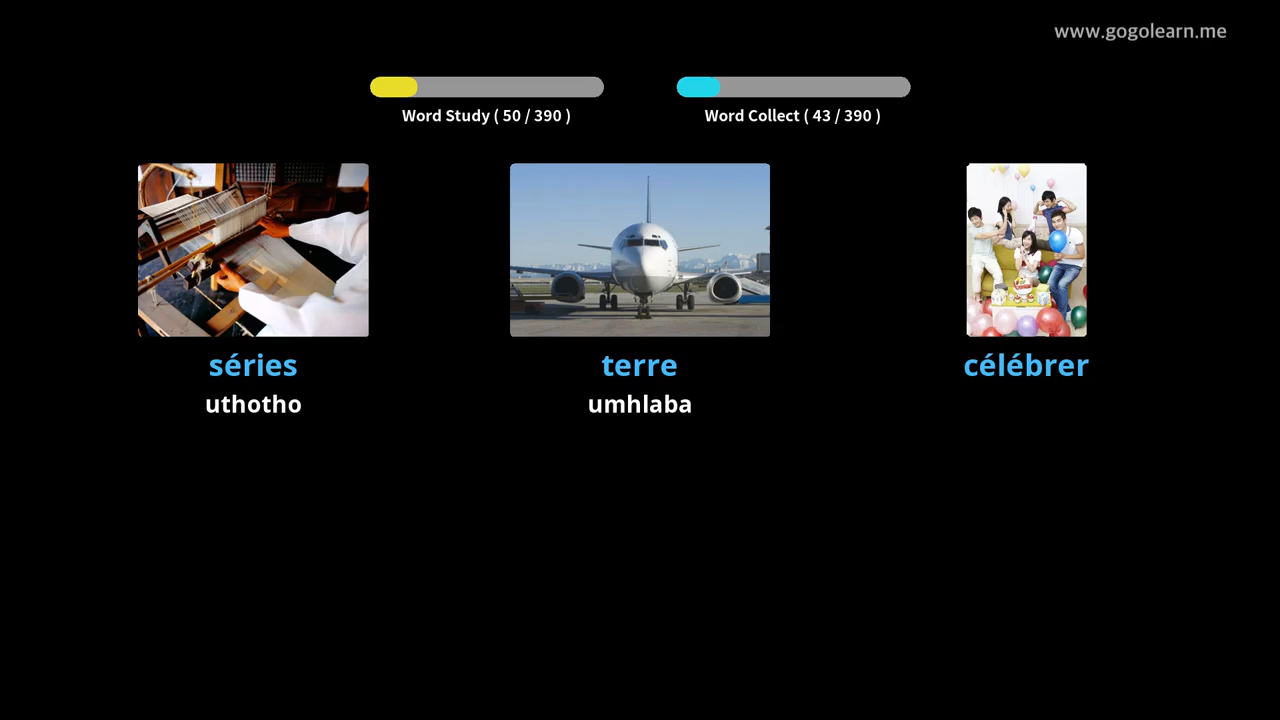 www.gogolearn.me
Word Study ( 50 / 390 )
Word Collect ( 43 / 390 )
séries
uthotho
terre
umhlaba
célébrer